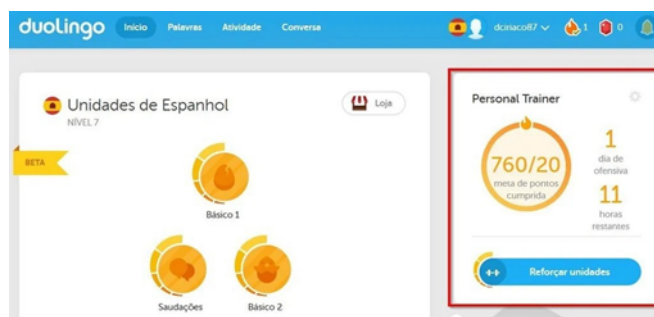 duolingo Início Palavras Atividade Conversa dciniaco87 1 0
Unidades de Espanhol
NÍVEL 7
Loja
BETA
Básico 1
Saudações Básico 2
Personal Trainer
760/20
meta de pontos
cumprida
1
dia de
ofensiva
11
horas
restantes
Reforçar unidades